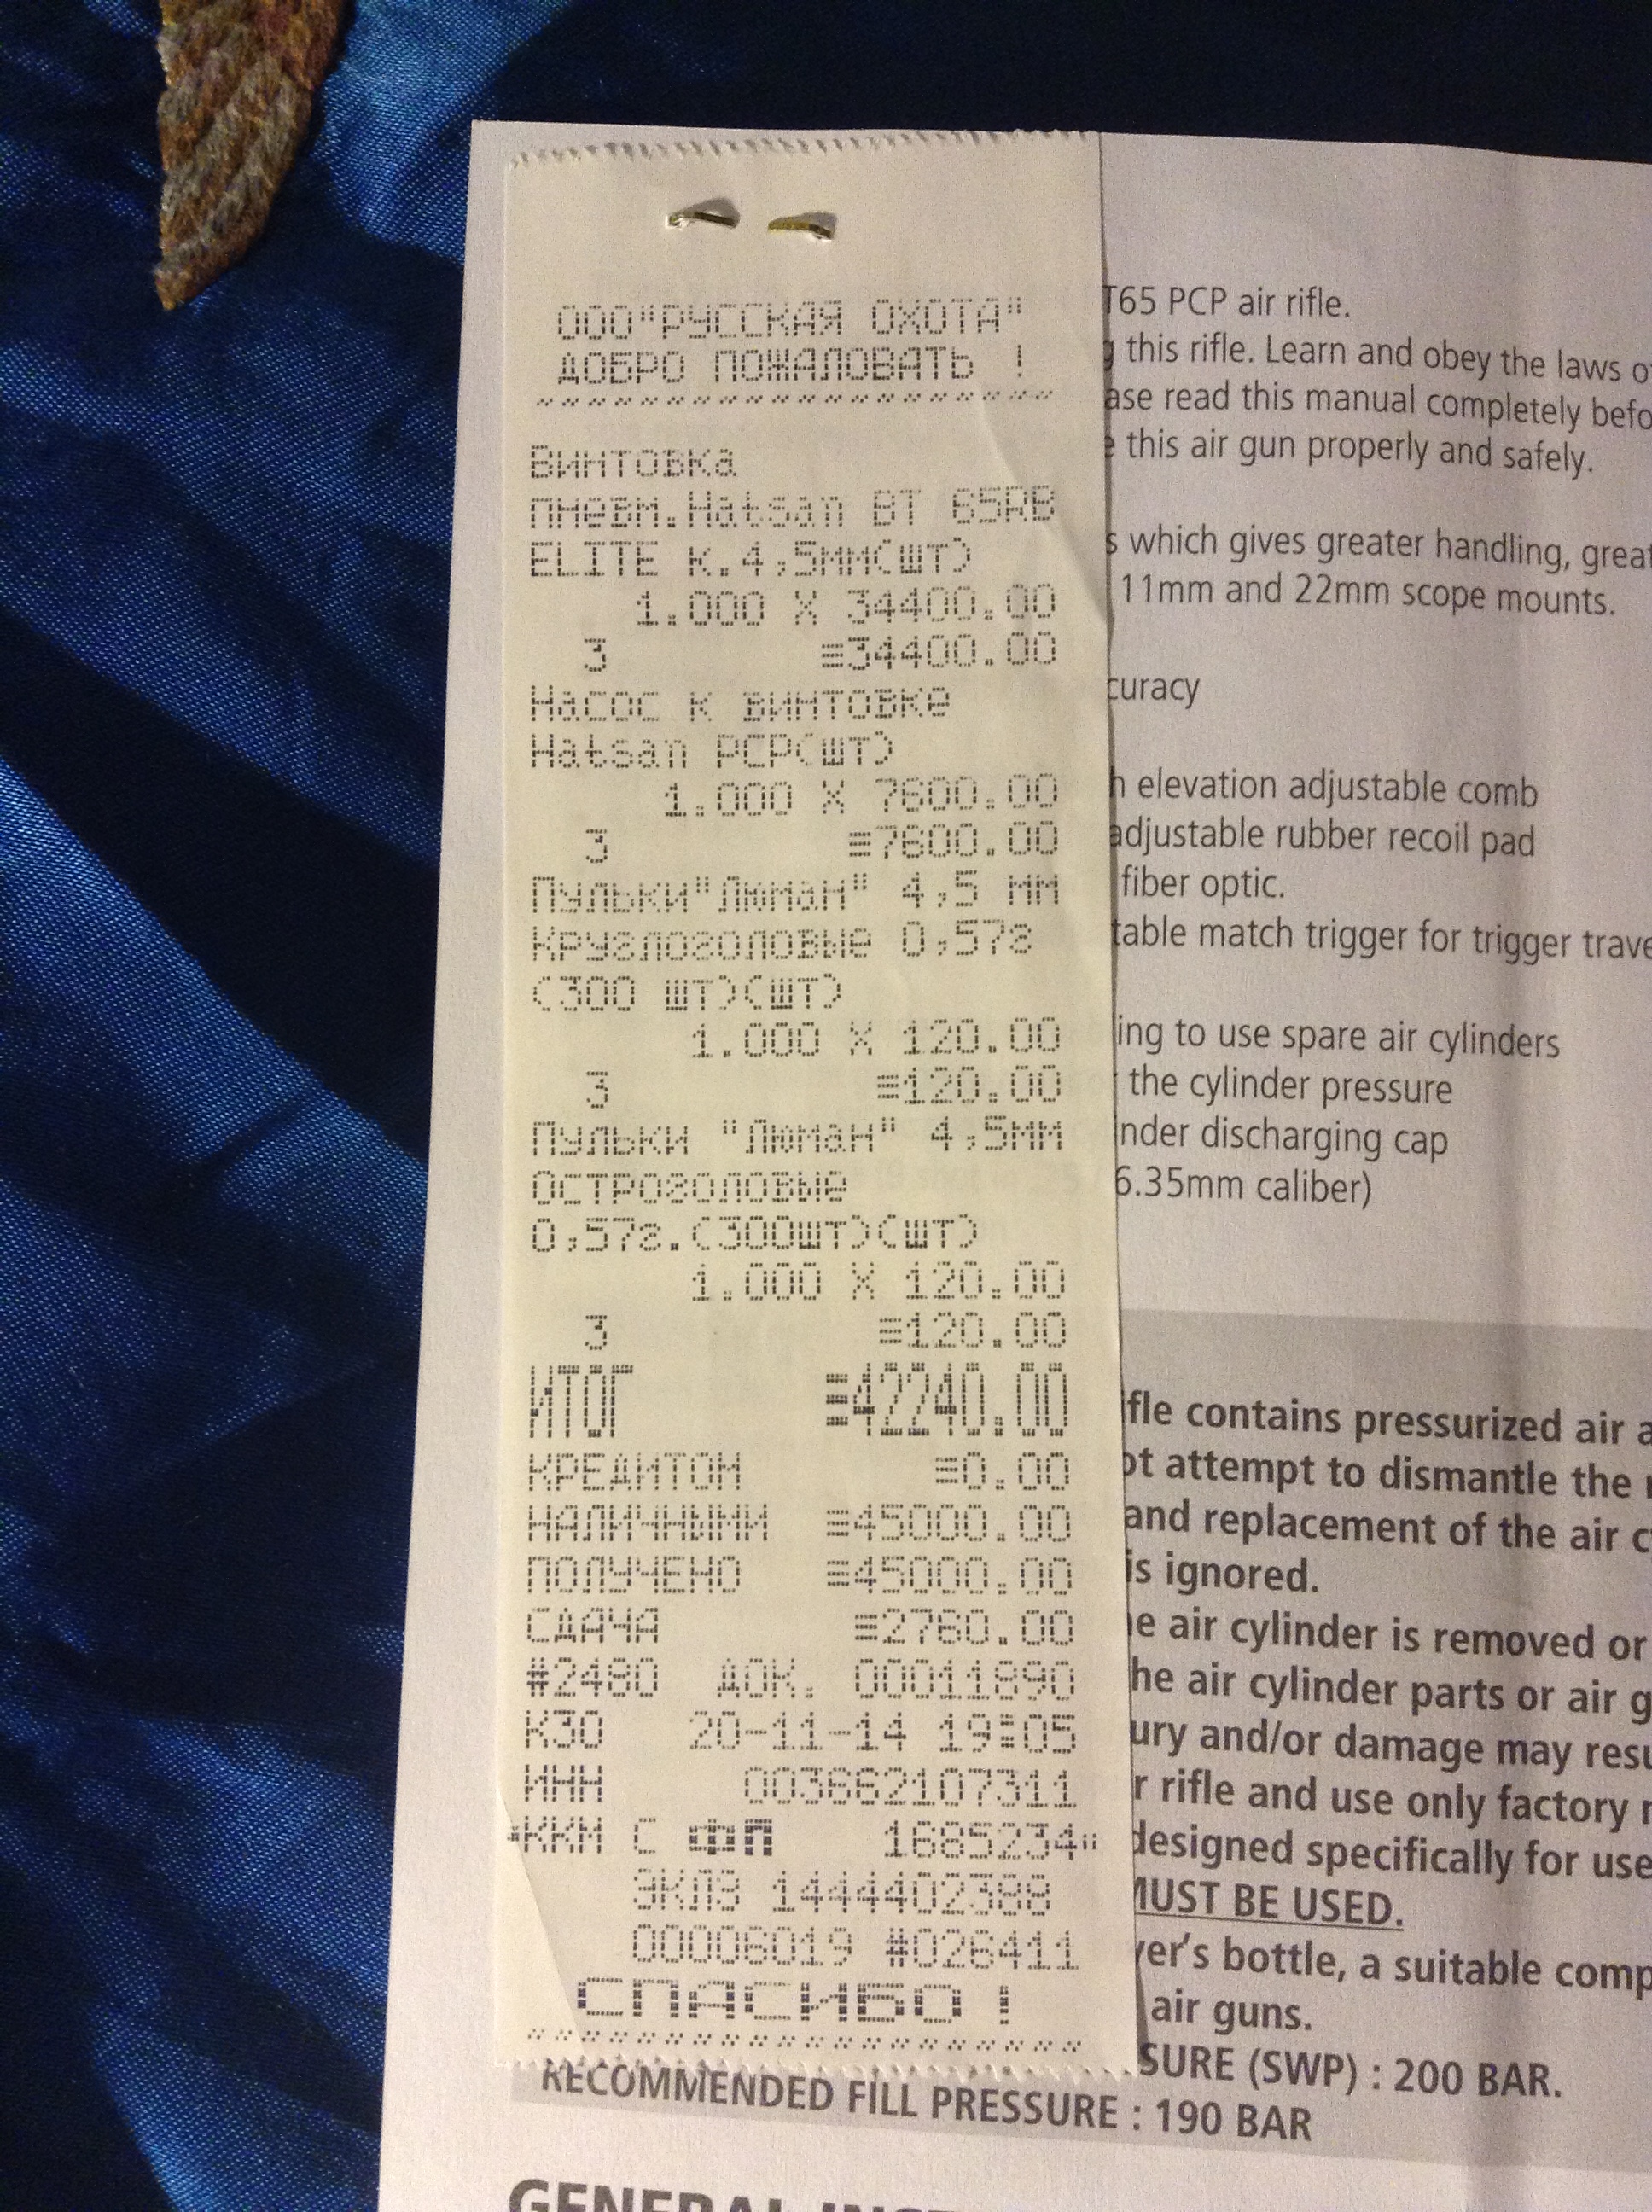 ООО"РУССКАЯ ОХОТА"
ДОБРО ПОЖАЛОВАТЬ !
Винтовка
пневм.Hatsan BT 65RB
ELITE К.4,5мм(шт)
1.000 X 34400.00
3 =34400.00
Насос к винтовке
Hatsan PCP(шт)
1.000 X 7600.00
3 =7600.00
Пульки"Люман" 4,5 мм
круглоголовые 0,57г
(300 шт)(шт)
1.000 X 120.00
3 =120.00
Пульки "Люман" 4,5мм
остроголовые
0,57г.(300шт)(шт)
1.000 X 120.00
3 =120.00
ИТОГ =42240.00
КРЕДИТОМ =0.00
НАЛИЧНЫМИ =45000.00
ПОЛУЧЕНО =45000.00
СДАЧА =2760.00
#2480 ДОК. 00011890
К30 20-11-14 19:05
ИНН 003662107311
ККМ С ФП 1685234
ЭКЛЗ 1444402388
00006019 #026411
СПАСИБО !
T65 PCP air rifle.
this rifle. Learn and obey the laws
read this manual completely
this air gun properly and safely.
which gives greater handling,
11mm and 22mm scope mounts.
curacy
elevation adjustable comb
adjustable rubber recoil pad
fiber optic.
table match trigger for trigger
ing to use spare air cylinders
the cylinder pressure
nder discharging cap
6.35mm caliber)
fle contains pressurized air
attempt to dismantle the
and replacement of the air
is ignored.
air cylinder is removed or
he air cylinder parts or air
ury and/or damage may
rifle and use only factory
designed specifically for use
MUST BE USED.
ver's bottle, a suitable
air guns.
SURE (SWP) : 200 BAR.
RECOMMENDED FILL PRESSURE : 190 BAR
GENERAL